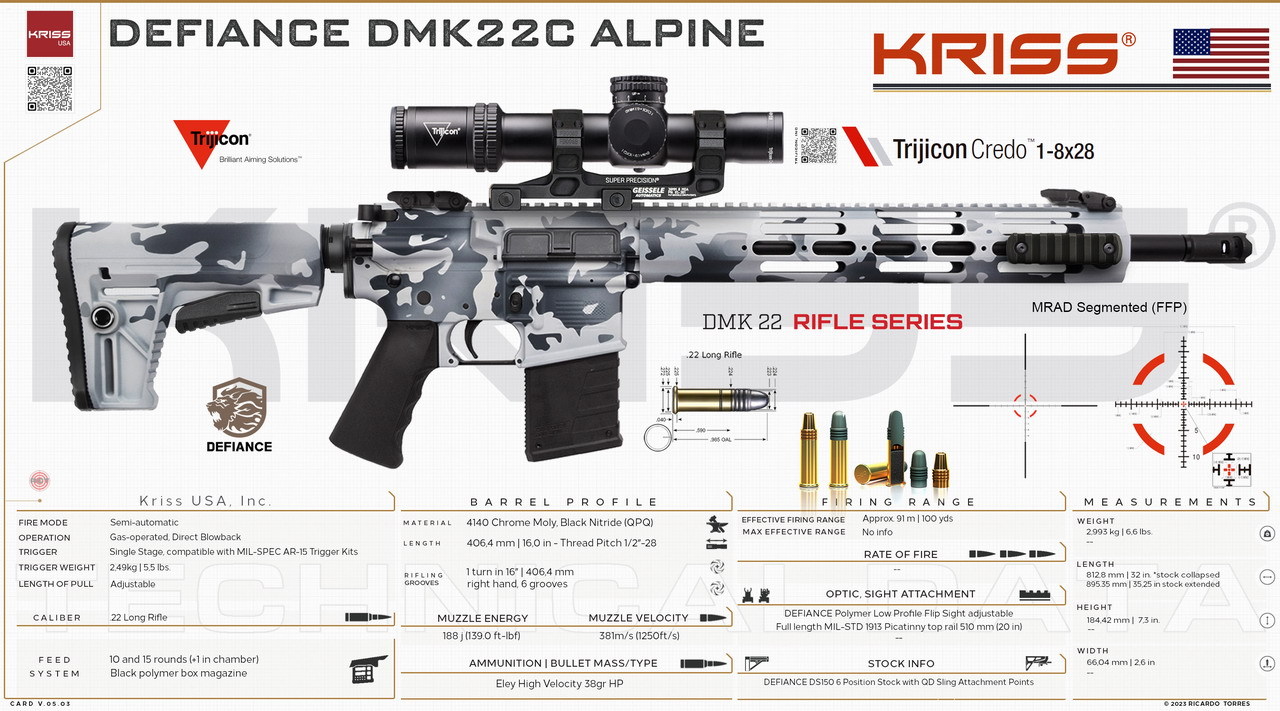 KRISS
USA
DEFIANCE DMK22C ALPINE
KRISS®
Trijicon®
Brilliant Aiming Solutions™
Trijicon®
SUPER PRECISION®
GEISSELE
AUTOMATICS
TRIJICON, INC
Trijicon Credo™ 1-8x28
MRAD Segmented (FFP)
DMK 22 RIFLE SERIES
.22 Long Rifle
.224
.040
.590
.985 OAL
5
10
DEFIANCE
Kriss USA, Inc.
FIRE MODE Semi-automatic
OPERATION Gas-operated, Direct Blowback
TRIGGER Single Stage, compatible with MIL-SPEC AR-15 Trigger Kits
TRIGGER WEIGHT 2,49kg | 5,5 lbs.
LENGTH OF PULL Adjustable
CALIBER .22 Long Rifle
FEED SYSTEM
10 and 15 rounds (+1 in chamber)
Black polymer box magazine
BARREL PROFILE
MATERIAL 4140 Chrome Moly, Black Nitride (QPQ)
LENGTH 406,4 mm | 16,0 in - Thread Pitch 1/2"-28
RIFLING GROOVES
1 turn in 16" | 406,4 mm
right hand, 6 grooves
MUZZLE ENERGY MUZZLE VELOCITY
188 j (139.0 ft-lbf) 381m/s (1250ft/s)
AMMUNITION | BULLET MASS/TYPE
Eley High Velocity 38gr HP
FIRING RANGE
EFFECTIVE FIRING RANGE Approx. 91 m | 100 yds
MAX EFFECTIVE RANGE No info
RATE OF FIRE
--
OPTIC, SIGHT ATTACHMENT
DEFIANCE Polymer Low Profile Flip Sight adjustable
Full length MIL-STD 1913 Picatinny top rail 510 mm (20 in)
--
STOCK INFO
DEFIANCE DS150 6 Position Stock with QD Sling Attachment Points
MEASUREMENTS
WEIGHT
2,993 kg | 6,6 lbs.
--
LENGTH
812,8 mm | 32 in. *stock collapsed
895,35 mm | 35,25 in stock extended
HEIGHT
184,42 mm | 7,3 in.
--
WIDTH
66,04 mm | 2,6 in
--
TECHNICAL DATA
CARD V.05.03
© 2023 RICARDO TORRES